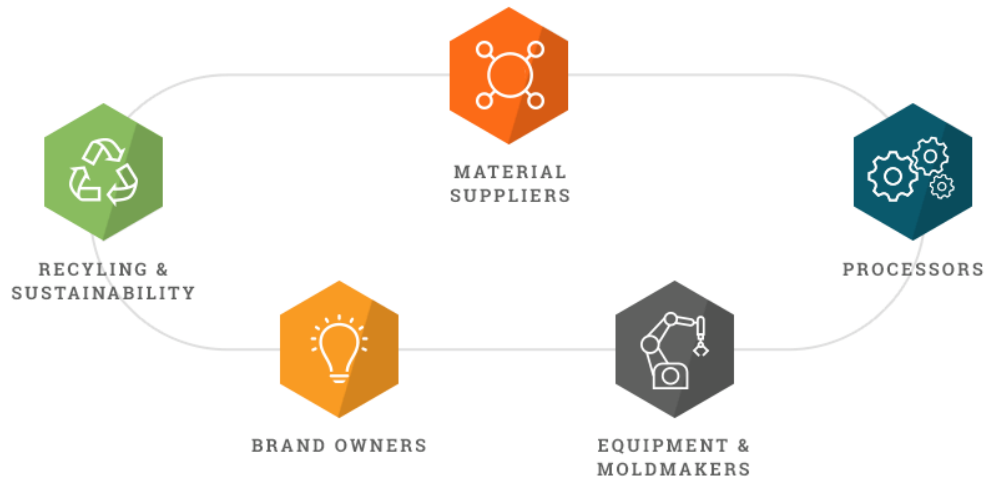 MATERIAL
SUPPLIERS
RECYLING &
SUSTAINABILITY
PROCESSORS
BRAND OWNERS
EQUIPMENT &
MOLDMAKERS